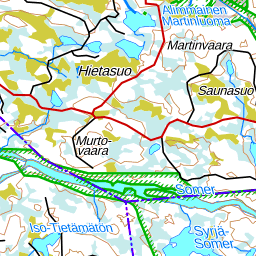 Alimmainen
Martinluoma
Martinvaara
Hietasuo
Saunasuo
Murto-
vaara
Somer
Iso-Tietämätön
Syrjä-
Somer